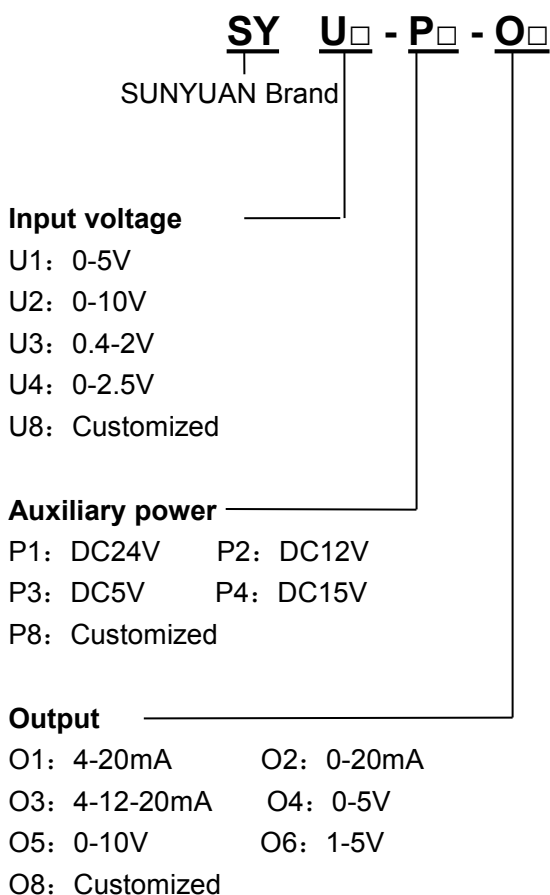 SY U□ - P□ - O□
SUNYUAN Brand
Input voltage
U1：0-5V
U2：0-10V
U3：0.4-2V
U4：0-2.5V
U8：Customized
Auxiliary power
P1：DC24V P2：DC12V
P3：DC5V P4：DC15V
P8：Customized
Output
O1：4-20mA O2：0-20mA
O3：4-12-20mA O4：0-5V
O5：0-10V O6：1-5V
O8：Customized